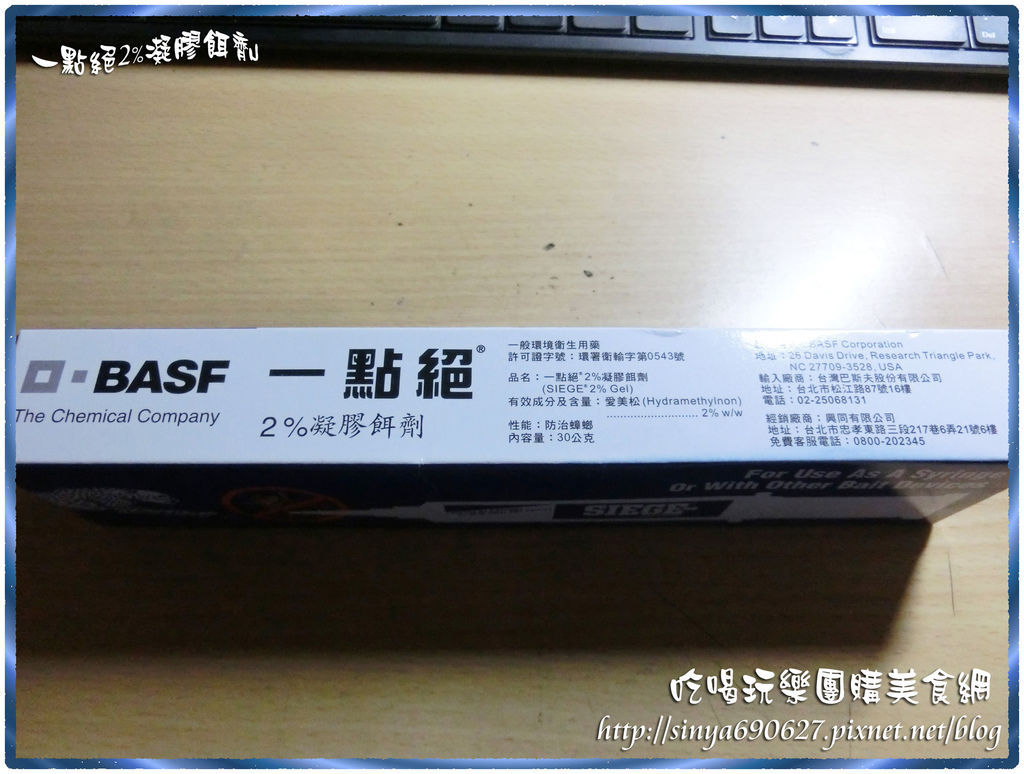 一點絕2%凝膠餌劑
Del
BASF
The Chemical Company
一點絕®
2%凝膠餌劑
一般環境衛生用藥
許可證字號：環署衛輸字第0543號
品名：一點絕®2%凝膠餌劑
(SIEGE®2% Gel)
有效成分及含量：愛美松(Hydramethylnon)
2% w/w
性能：防治蟑螂
內容量：30公克
BASF Corporation
地址：26 Davis Drive, Research Triangle Park,
NC 27709-3528, USA
輸入廠商：台灣巴斯夫股份有限公司
地址：台北市松江路87號16樓
電話：02-25068131
經銷廠商：興同有限公司
地址：台北市忠孝東路三段217巷6弄21號6樓
免費客服電話：0800-202345
For Use As A Syringe
Or With Other Bait Devices
SIEGE
吃喝玩樂團購美食網
http://sinya690627.pixnet.net/blog